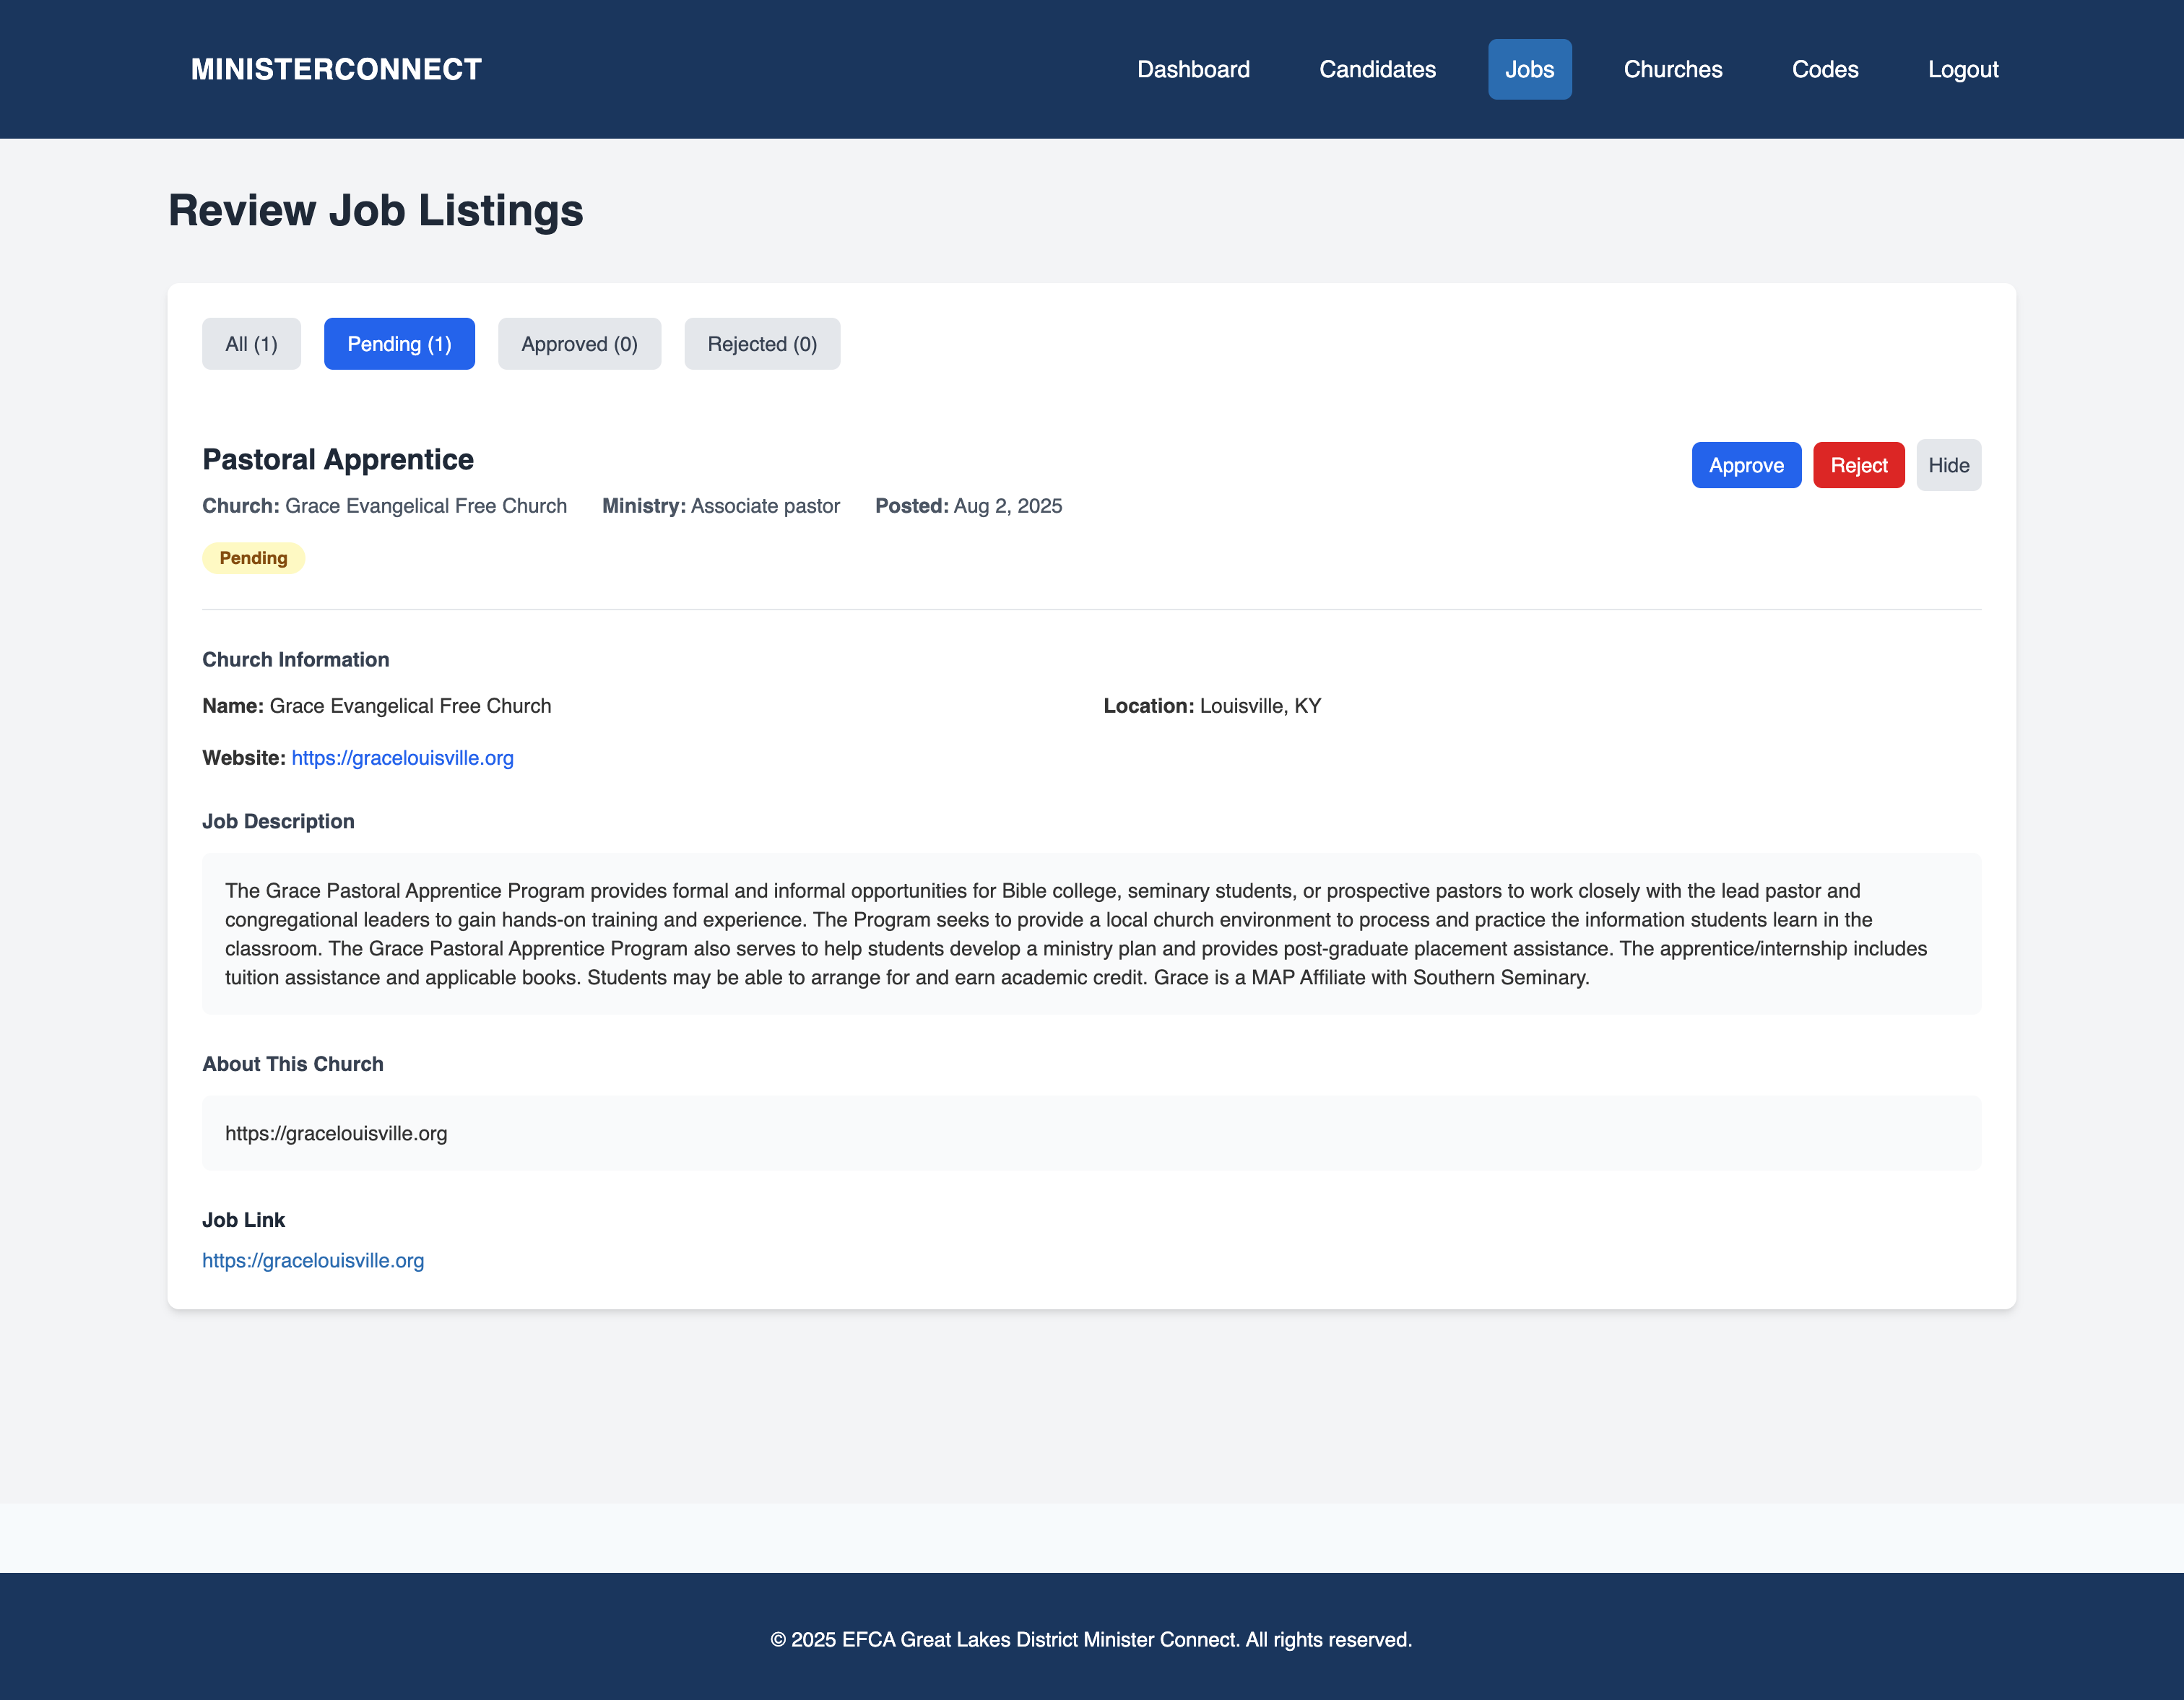 MINISTERCONNECT
Dashboard Candidates Jobs Churches Codes Logout
Review Job Listings
All (1) Pending (1) Approved (0) Rejected (0)
Pastoral Apprentice
Approve Reject Hide
Church: Grace Evangelical Free Church Ministry: Associate pastor Posted: Aug 2, 2025
Pending
Church Information
Name: Grace Evangelical Free Church Location: Louisville, KY
Website: https://gracelouisville.org
Job Description
The Grace Pastoral Apprentice Program provides formal and informal opportunities for Bible college, seminary students, or prospective pastors to work closely with the lead pastor and
congregational leaders to gain hands-on training and experience. The Program seeks to provide a local church environment to process and practice the information students learn in the
classroom. The Grace Pastoral Apprentice Program also serves to help students develop a ministry plan and provides post-graduate placement assistance. The apprentice/internship includes
tuition assistance and applicable books. Students may be able to arrange for and earn academic credit. Grace is a MAP Affiliate with Southern Seminary.
About This Church
https://gracelouisville.org
Job Link
https://gracelouisville.org
© 2025 EFCA Great Lakes District Minister Connect. All rights reserved.